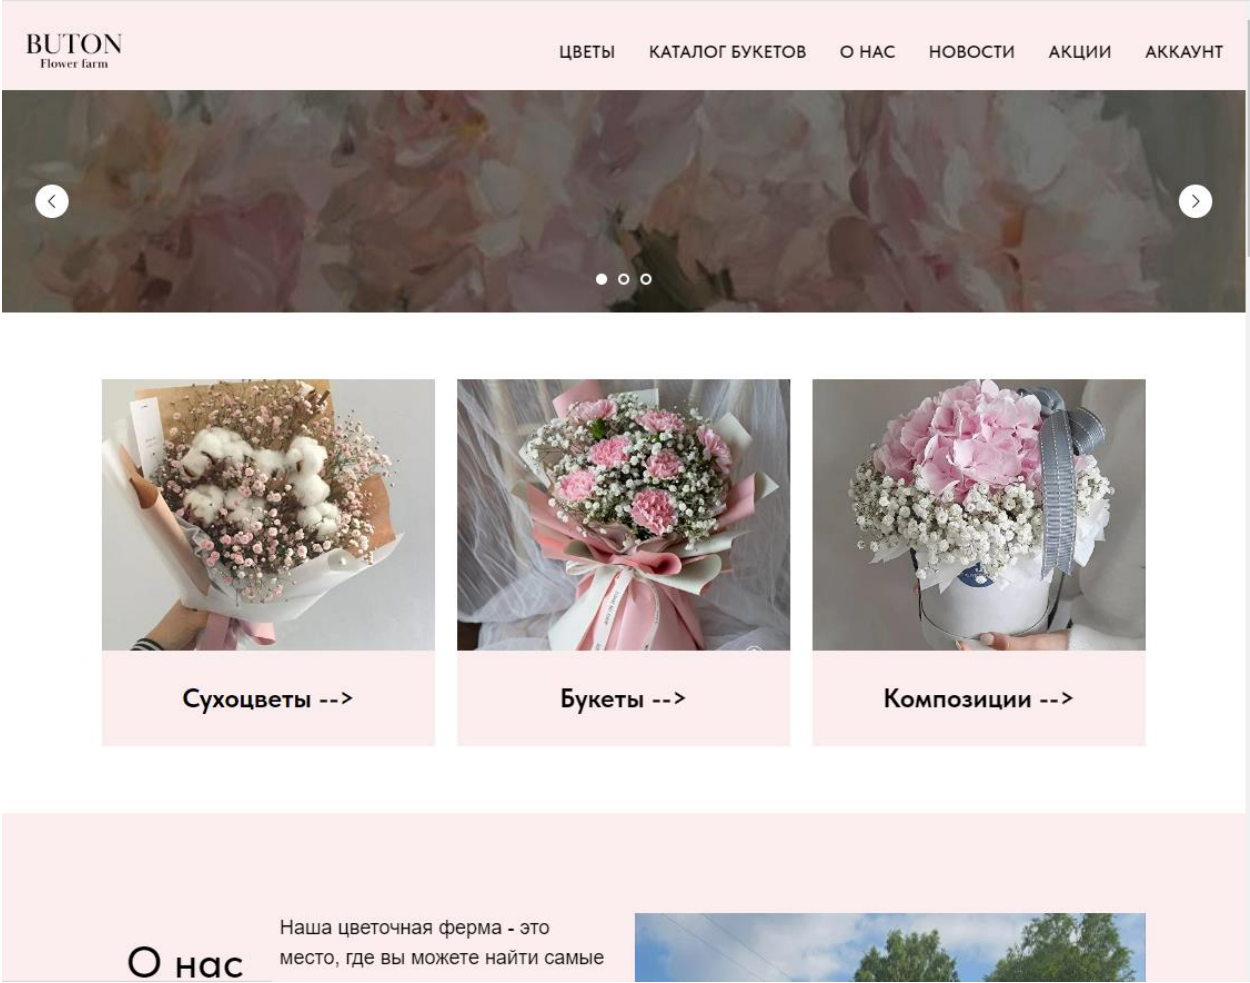 BUTON
Flower farm
ЦВЕТЫ КАТАЛОГ БУКЕТОВ О НАС НОВОСТИ АКЦИИ АККАУНТ
Сухоцветы -->
Букеты -->
Композиции -->
О нас
Наша цветочная ферма - это
место, где вы можете найти самые